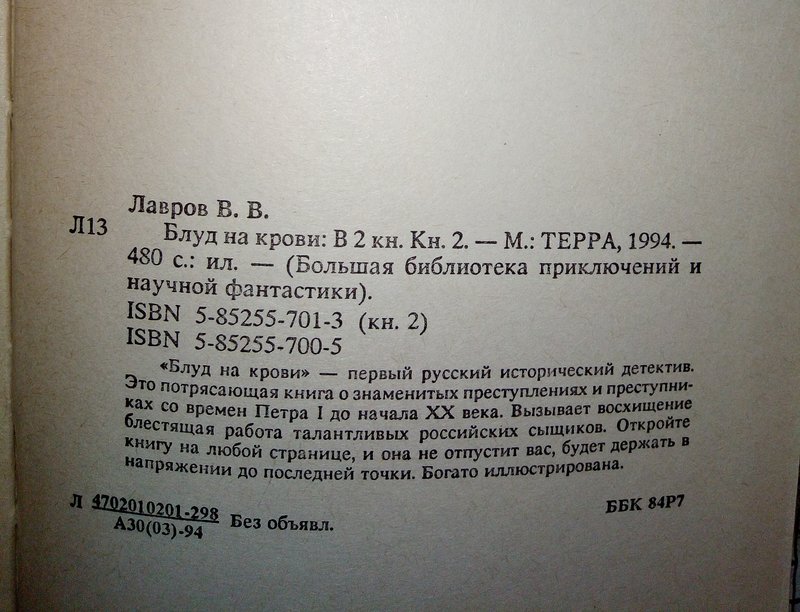 Лавров В. В.
Л13
Блуд на крови: В 2 кн. Кн. 2. — М.: ТЕРРА, 1994. —
480 с.: ил. — (Большая библиотека приключений и
научной фантастики).
ISBN 5-85255-701-3 (кн. 2)
ISBN 5-85255-700-5
«Блуд на крови» — первый русский исторический детектив.
Это потрясающая книга о знаменитых преступлениях и преступни-
ках со времен Петра I до начала XX века. Вызывает восхищение
блестящая работа талантливых российских сыщиков. Откройте
книгу на любой странице, и она не отпустит вас, будет держать в
напряжении до последней точки. Богато иллюстрирована.
Л 4702010201-298
А30(03)-94 Без объявл.
ББК 84Р7